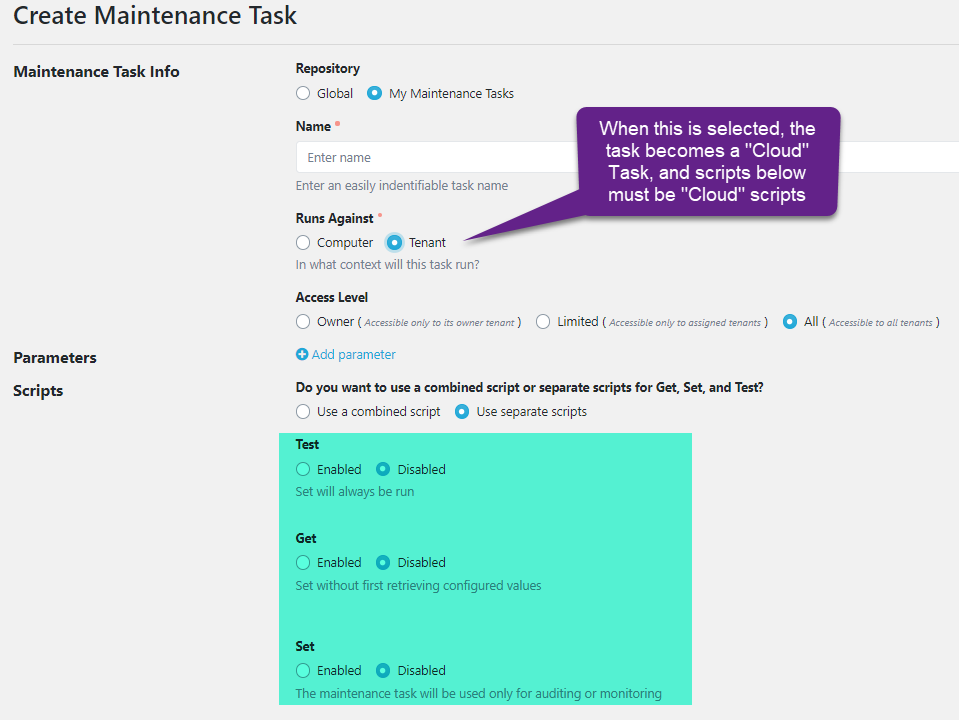 Create Maintenance Task
Maintenance Task Info
Repository
Global My Maintenance Tasks
Name *
Enter name
Enter an easily indentifiable task name
When this is selected, the
task becomes a "Cloud"
Task, and scripts below
must be "Cloud" scripts
Runs Against *
Computer Tenant
In what context will this task run?
Access Level
Owner ( Accessible only to its owner tenant ) Limited ( Accessible only to assigned tenants ) All ( Accessible to all tenants )
Parameters
Add parameter
Scripts
Do you want to use a combined script or separate scripts for Get, Set, and Test?
Use a combined script Use separate scripts
Test
Enabled Disabled
Set will always be run
Get
Enabled Disabled
Set without first retrieving configured values
Set
Enabled Disabled
The maintenance task will be used only for auditing or monitoring